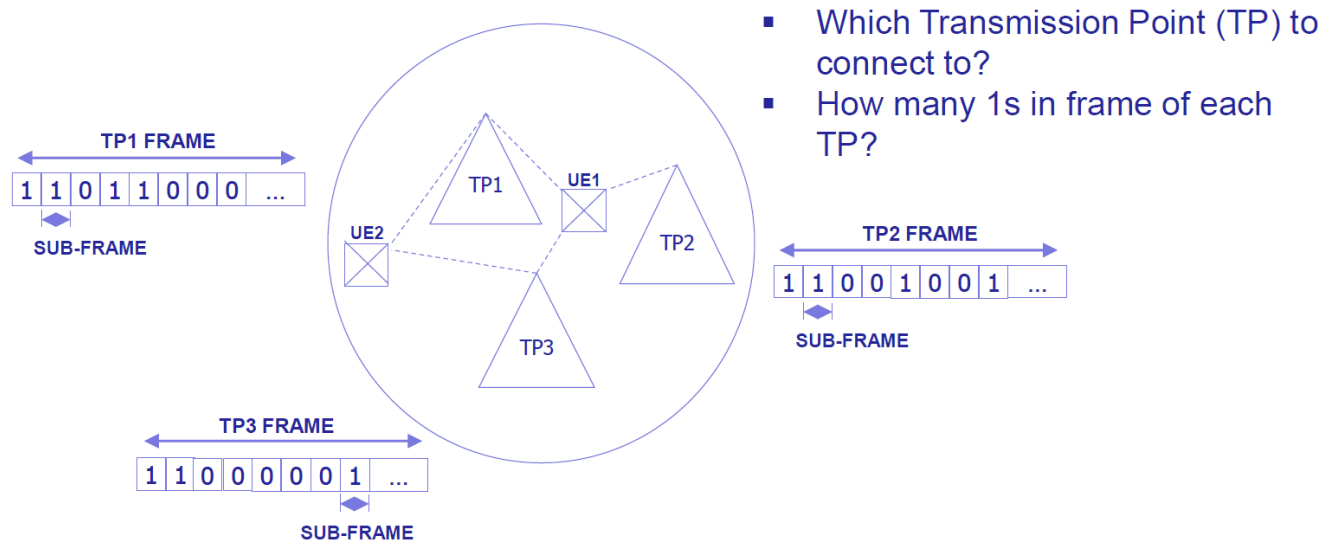 ▪ Which Transmission Point (TP) to
connect to?
▪ How many 1s in frame of each
TP?
TP1 FRAME
1 1 0 1 1 0 0 0 ...
SUB-FRAME
TP1
UE1
UE2
TP2
TP3
TP2 FRAME
1 1 0 0 1 0 0 1 ...
SUB-FRAME
TP3 FRAME
1 1 0 0 0 0 0 1 ...
SUB-FRAME